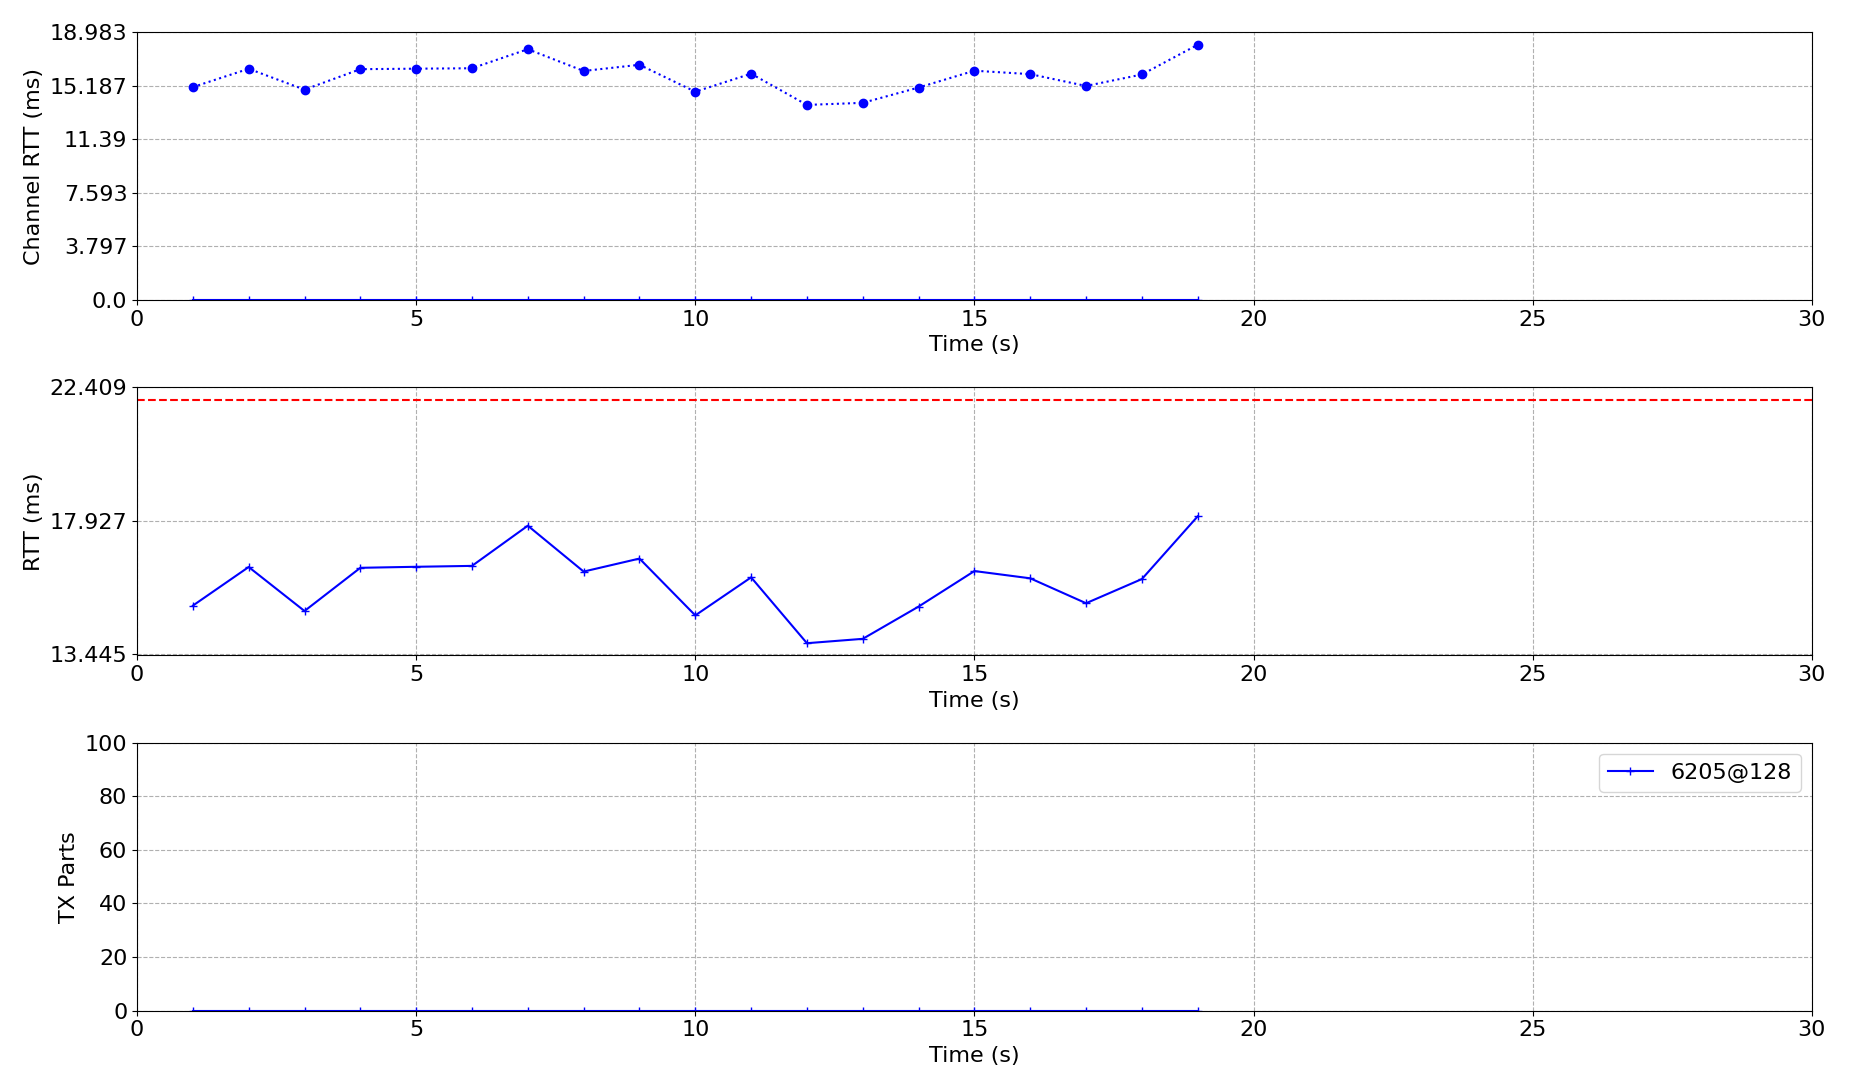 18.983
15.187
11.39
7.593
3.797
0.0
Channel RTT (ms)
0 5 10 15 20 25 30
Time (s)
22.409
17.927
13.445
RTT (ms)
0 5 10 15 20 25 30
Time (s)
100
80
60
40
20
0
TX Parts
6205@128
0 5 10 15 20 25 30
Time (s)